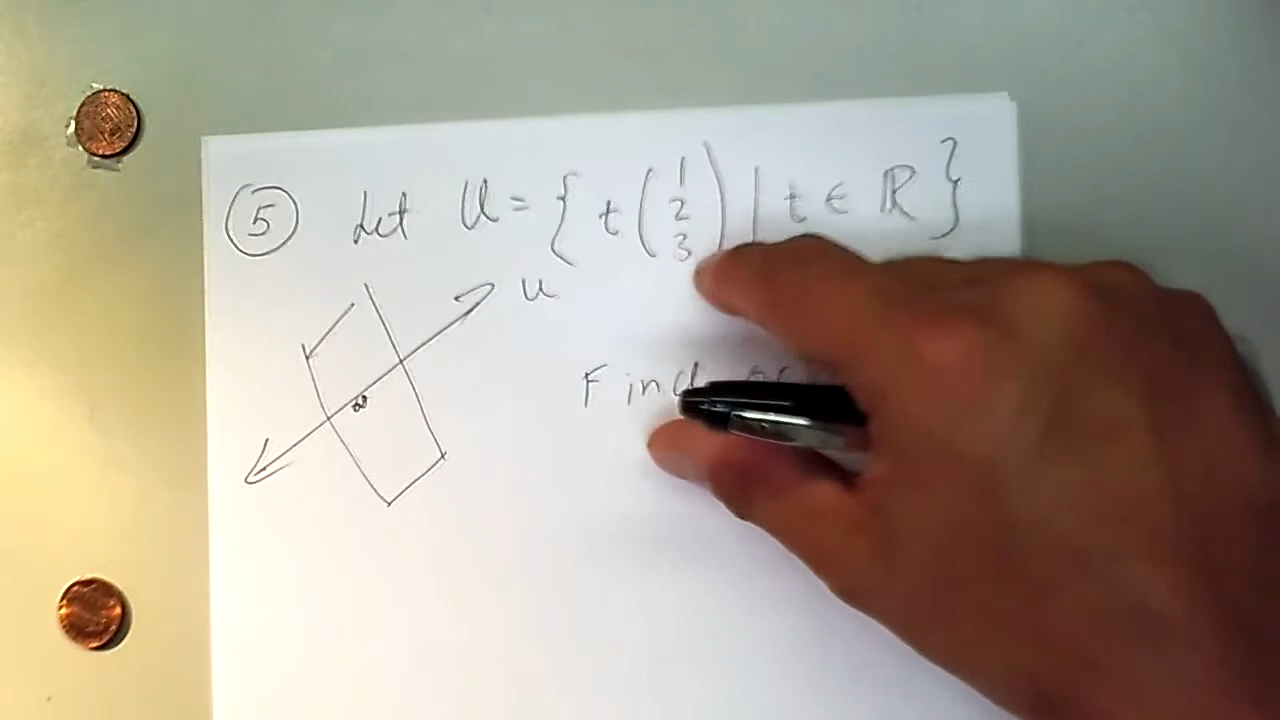 ⑤ Let U = { t (1 2 3) | t ∈ ℝ }
U
Find